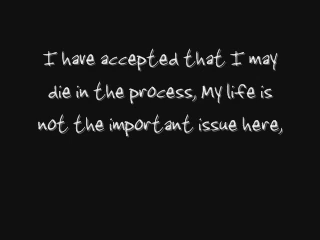 I have accepted that I may
die in the process, My life is
not the important issue here,